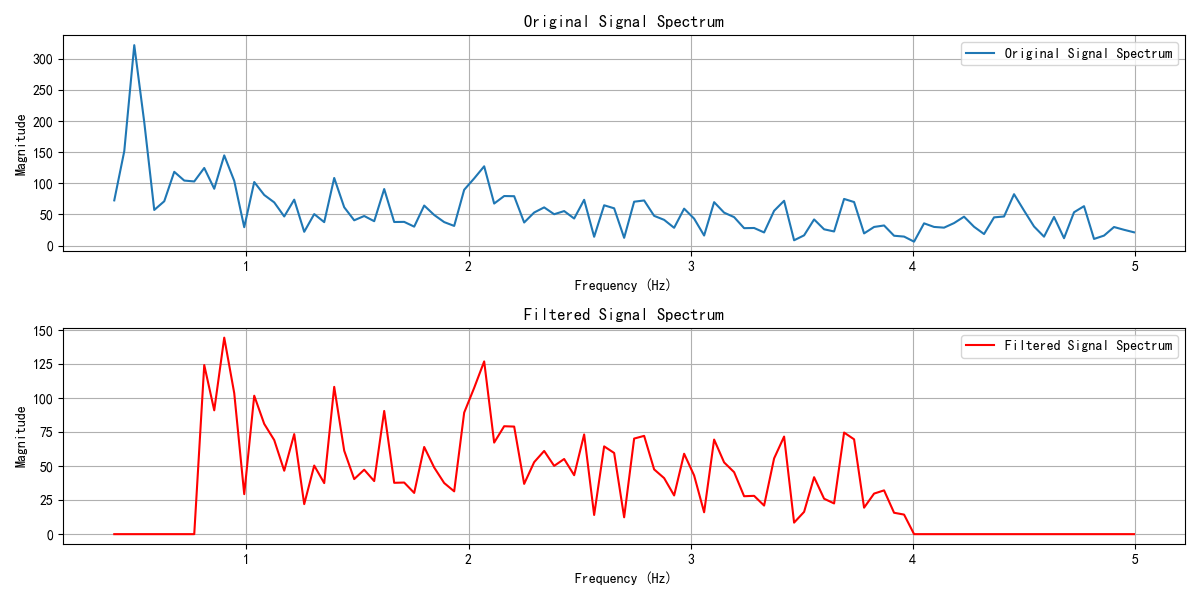 Original Signal Spectrum
Original Signal Spectrum
300
250
200
150
100
50
0
Magnitude
1 2 3 4 5
Frequency (Hz)
Filtered Signal Spectrum
Filtered Signal Spectrum
150
125
100
75
50
25
0
Magnitude
1 2 3 4 5
Frequency (Hz)